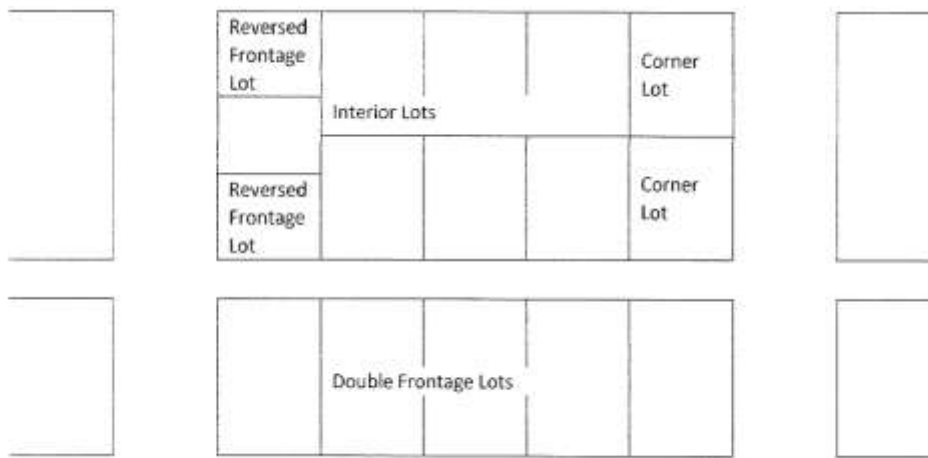 Reversed
Frontage
Lot
Corner
Lot
Interior Lots
Reversed
Frontage
Lot
Corner
Lot
Double Frontage Lots